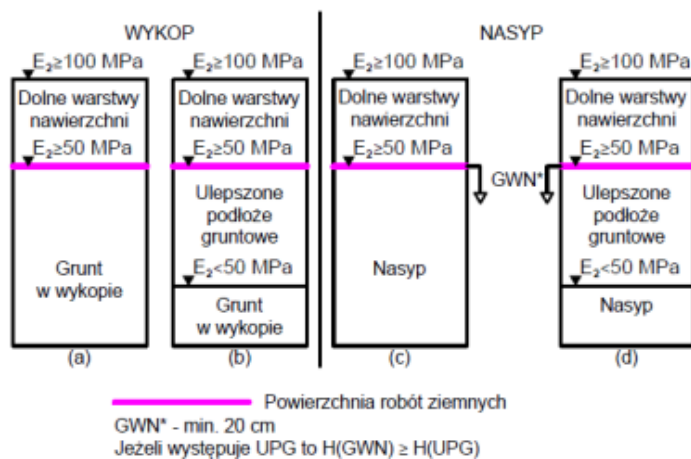 WYKOP
NASYP
E₂≥100 MPa
E₂≥100 MPa
E₂≥100 MPa
E₂≥100 MPa
Dolne warstwy
nawierzchni
Dolne warstwy
nawierzchni
Dolne warstwy
nawierzchni
Dolne warstwy
nawierzchni
E₂≥50 MPa
E₂≥50 MPa
E₂≥50 MPa
E₂≥50 MPa
GWN*
Grunt
w wykopie
Ulepszone
podłoże
gruntowe
Nasyp
Ulepszone
podłoże
gruntowe
E₂<50 MPa
E₂<50 MPa
Grunt
w wykopie
Nasyp
(a)
(b)
(c)
(d)
Powierzchnia robót ziemnych
GWN* - min. 20 cm
Jeżeli występuje UPG to H(GWN) ≥ H(UPG)